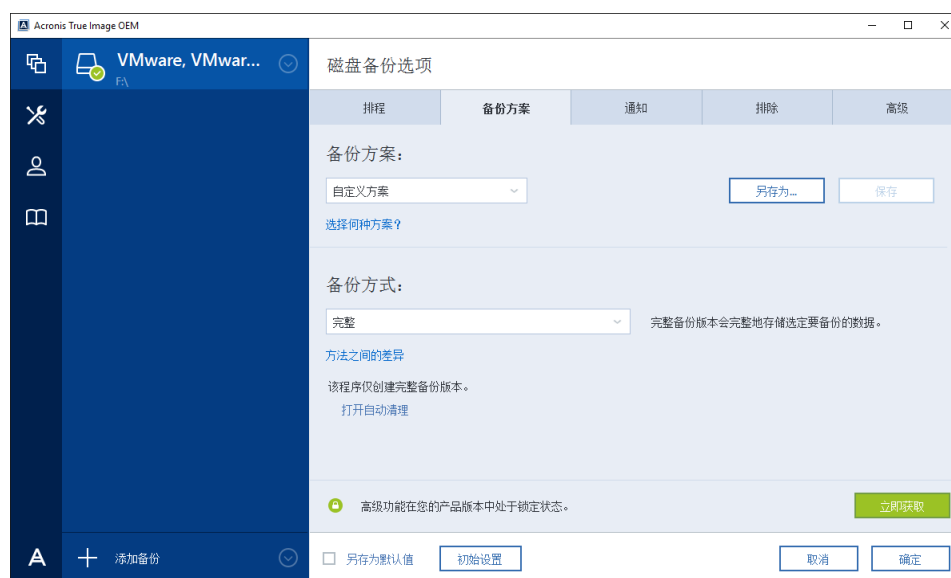 Acronis True Image OEM
VMware, VMwar...
F:\
磁盘备份选项
排程
备份方案
通知
排除
高级
备份方案：
自定义方案
另存为...
保存
选择何种方案?
备份方式：
完整
完整备份版本会完整地存储选定要备份的数据。
方法之间的差异
该程序仅创建完整备份版本。
打开自动清理
高级功能在您的产品版本中处于锁定状态。
立即获取
添加备份
另存为默认值
初始设置
取消
确定